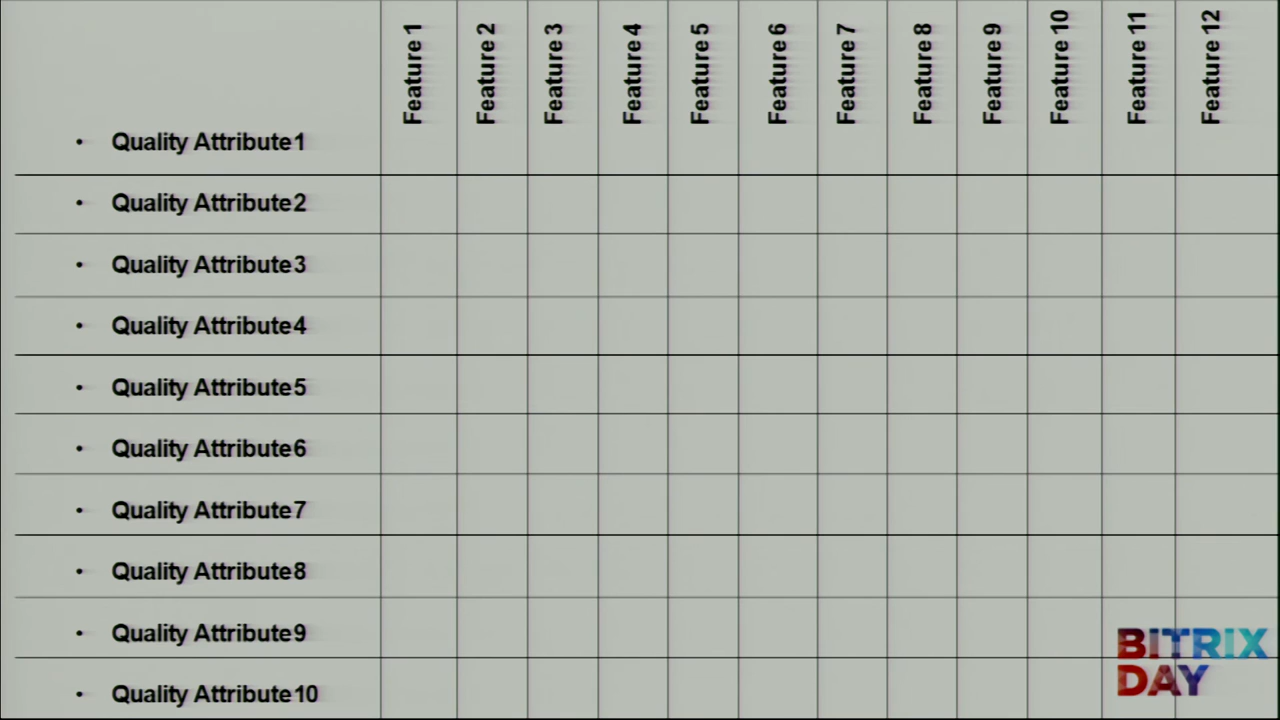 Feature 1
Feature 2
Feature 3
Feature 4
Feature 5
Feature 6
Feature 7
Feature 8
Feature 9
Feature 10
Feature 11
Feature 12
• Quality Attribute 1
• Quality Attribute 2
• Quality Attribute 3
• Quality Attribute 4
• Quality Attribute 5
• Quality Attribute 6
• Quality Attribute 7
• Quality Attribute 8
• Quality Attribute 9
• Quality Attribute 10
BITRIX
DAY